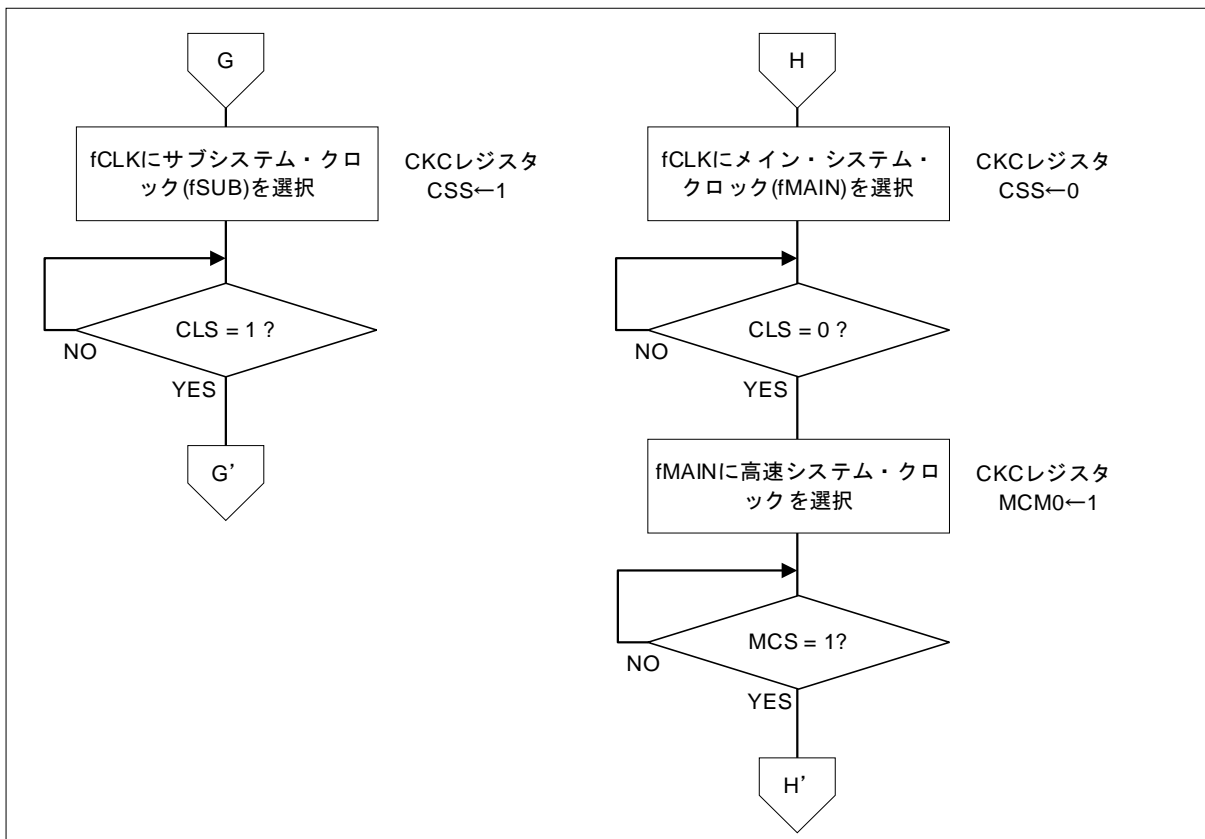 G
fCLKにサブシステム・クロ
ック(fSUB)を選択
CKCレジスタ
CSS←1
CLS = 1 ?
NO
YES
G’
H
fCLKにメイン・システム・
クロック(fMAIN)を選択
CKCレジスタ
CSS←0
CLS = 0 ?
NO
YES
fMAINに高速システム・クロ
ックを選択
CKCレジスタ
MCM0←1
MCS = 1?
NO
YES
H’